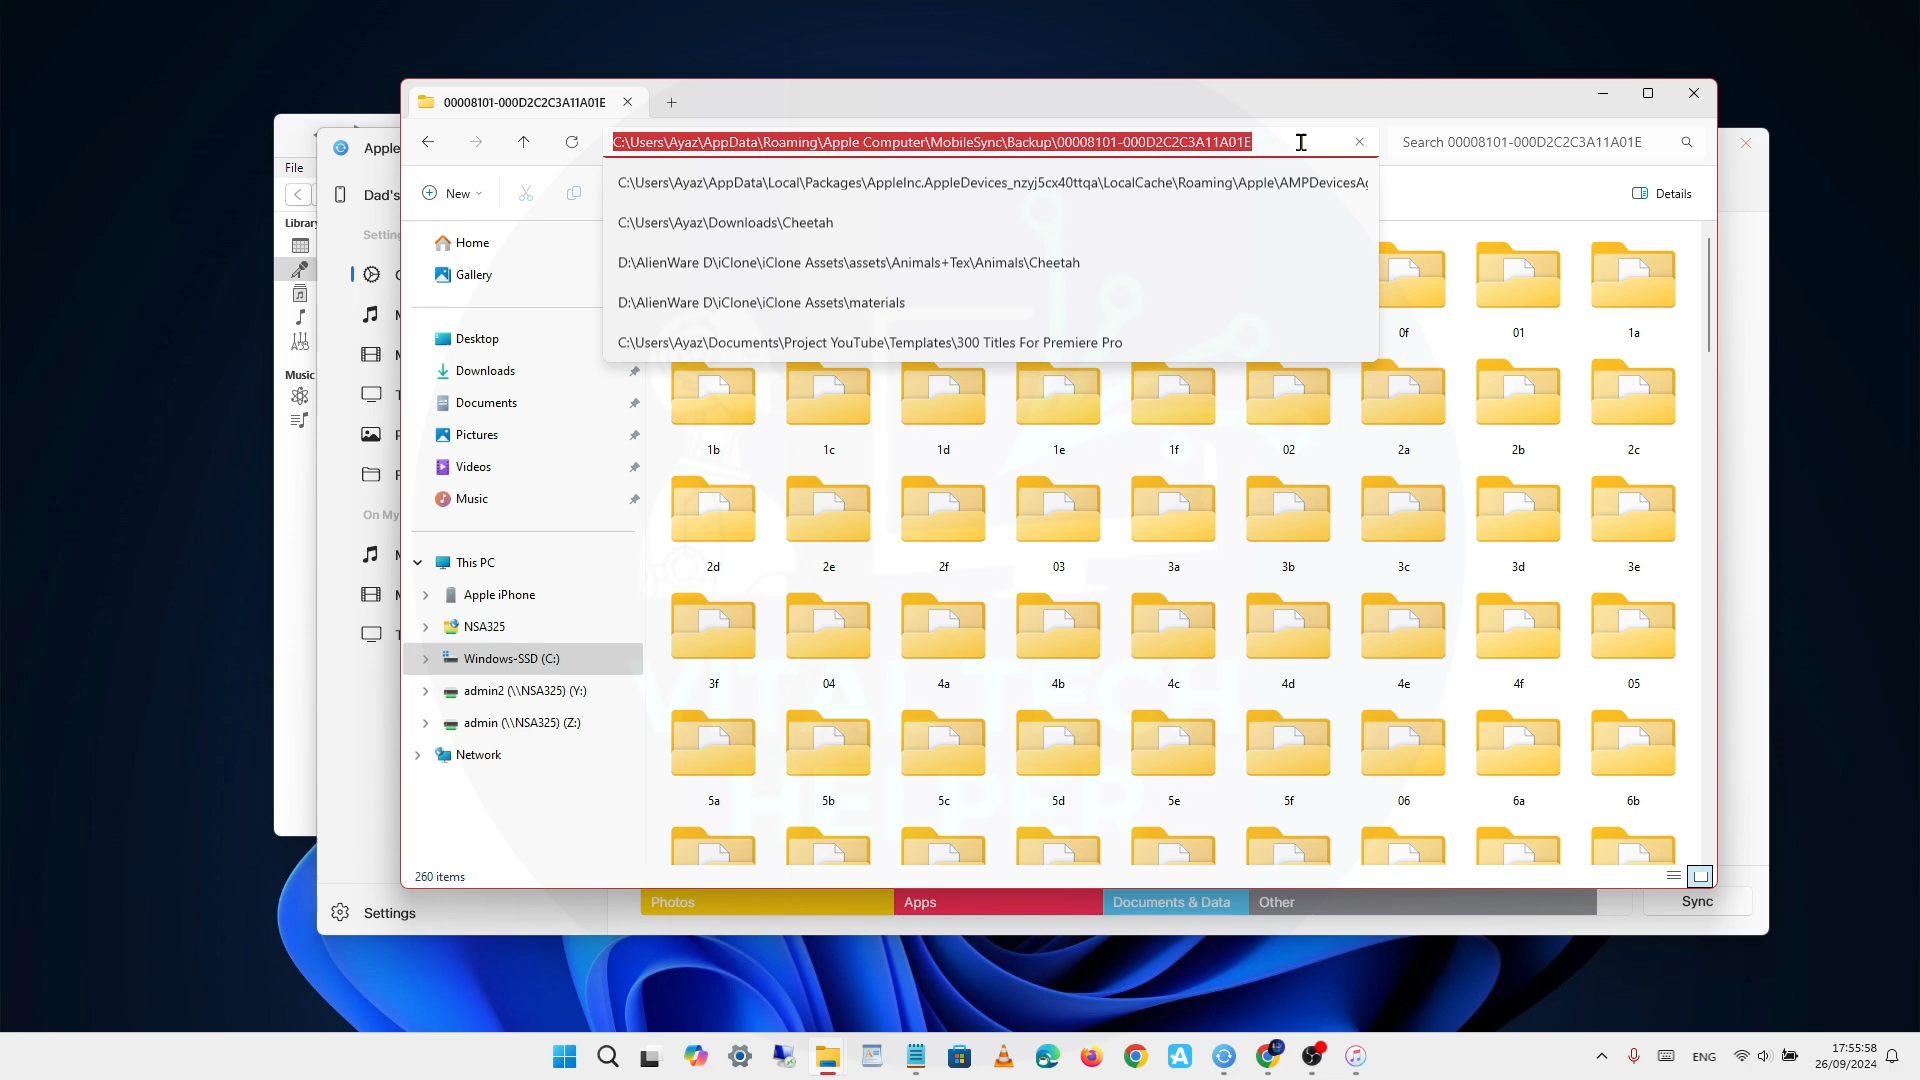 00008101-000D2C2C3A11A01E
C:\Users\Ayaz\AppData\Roaming\Apple Computer\MobileSync\Backup\00008101-000D2C2C3A11A01E
Search 00008101-000D2C2C3A11A01E
Apple
File
Dad's
New
Details
C:\Users\Ayaz\AppData\Local\Packages\AppleInc.AppleDevices_nzyj5cx40ttqa\LocalCache\Roaming\Apple\AMPDevicesAg
C:\Users\Ayaz\Downloads\Cheetah
D:\AlienWare D\iClone\iClone Assets\assets\Animals+Tex\Animals\Cheetah
D:\AlienWare D\iClone\iClone Assets\materials
C:\Users\Ayaz\Documents\Project YouTube\Templates\300 Titles For Premiere Pro
Library
Music
On My
Home
Gallery
Desktop
Downloads
Documents
Pictures
Videos
Music
This PC
Apple iPhone
NSA325
Windows-SSD (C:)
admin2 (\\NSA325) (Y:)
admin (\\NSA325) (Z:)
Network
0f 01 1a
1b 1c 1d 1e 1f 02 2a 2b 2c
2d 2e 2f 03 3a 3b 3c 3d 3e
3f 04 4a 4b 4c 4d 4e 4f 05
5a 5b 5c 5d 5e 5f 06 6a 6b
VITALTECH
HELPER
260 items
Settings
Photos
Apps
Documents & Data
Other
Sync
ENG
17:55:58
26/09/2024